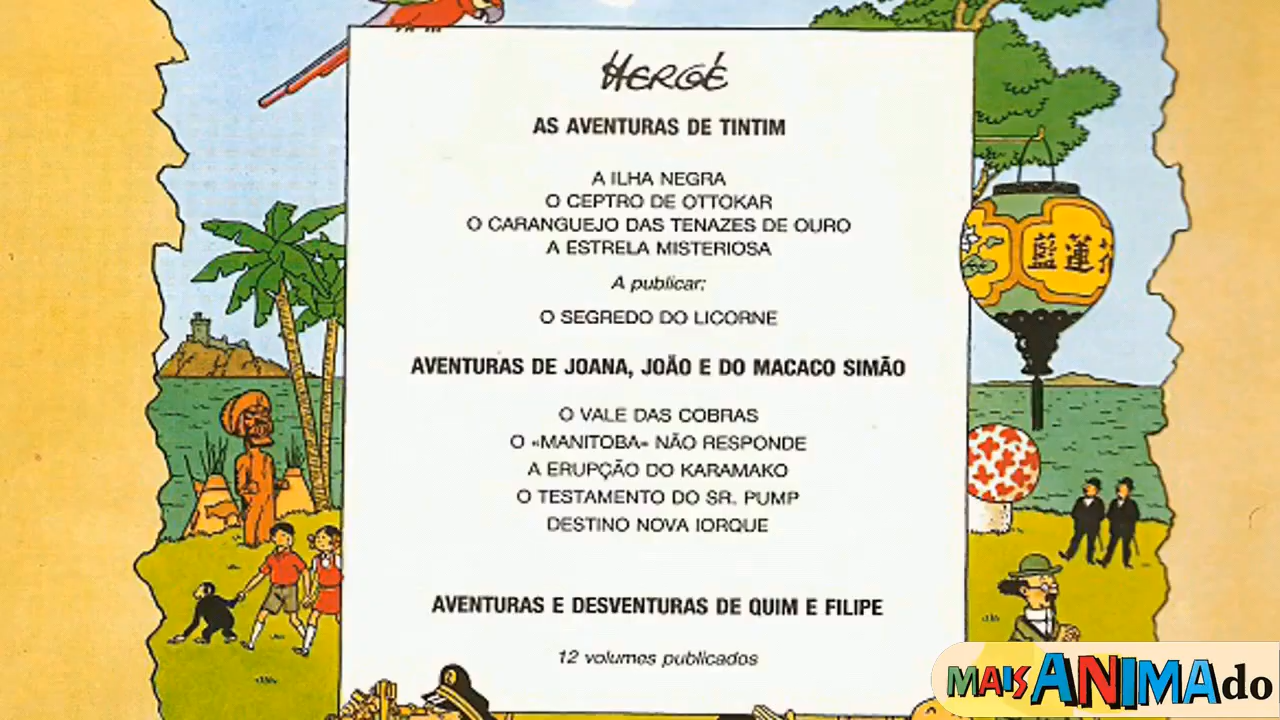 HERGÉ
AS AVENTURAS DE TINTIM
A ILHA NEGRA
O CEPTRO DE OTTOKAR
O CARANGUEJO DAS TENAZES DE OURO
A ESTRELA MISTERIOSA
A publicar:
O SEGREDO DO LICORNE
AVENTURAS DE JOANA, JOÃO E DO MACACO SIMÃO
O VALE DAS COBRAS
O «MANITOBA» NÃO RESPONDE
A ERUPÇÃO DO KARAMAKO
O TESTAMENTO DO SR. PUMP
DESTINO NOVA IORQUE
AVENTURAS E DESVENTURAS DE QUIM E FILIPE
12 volumes publicados
藍蓮
MAIS ANIMAdo